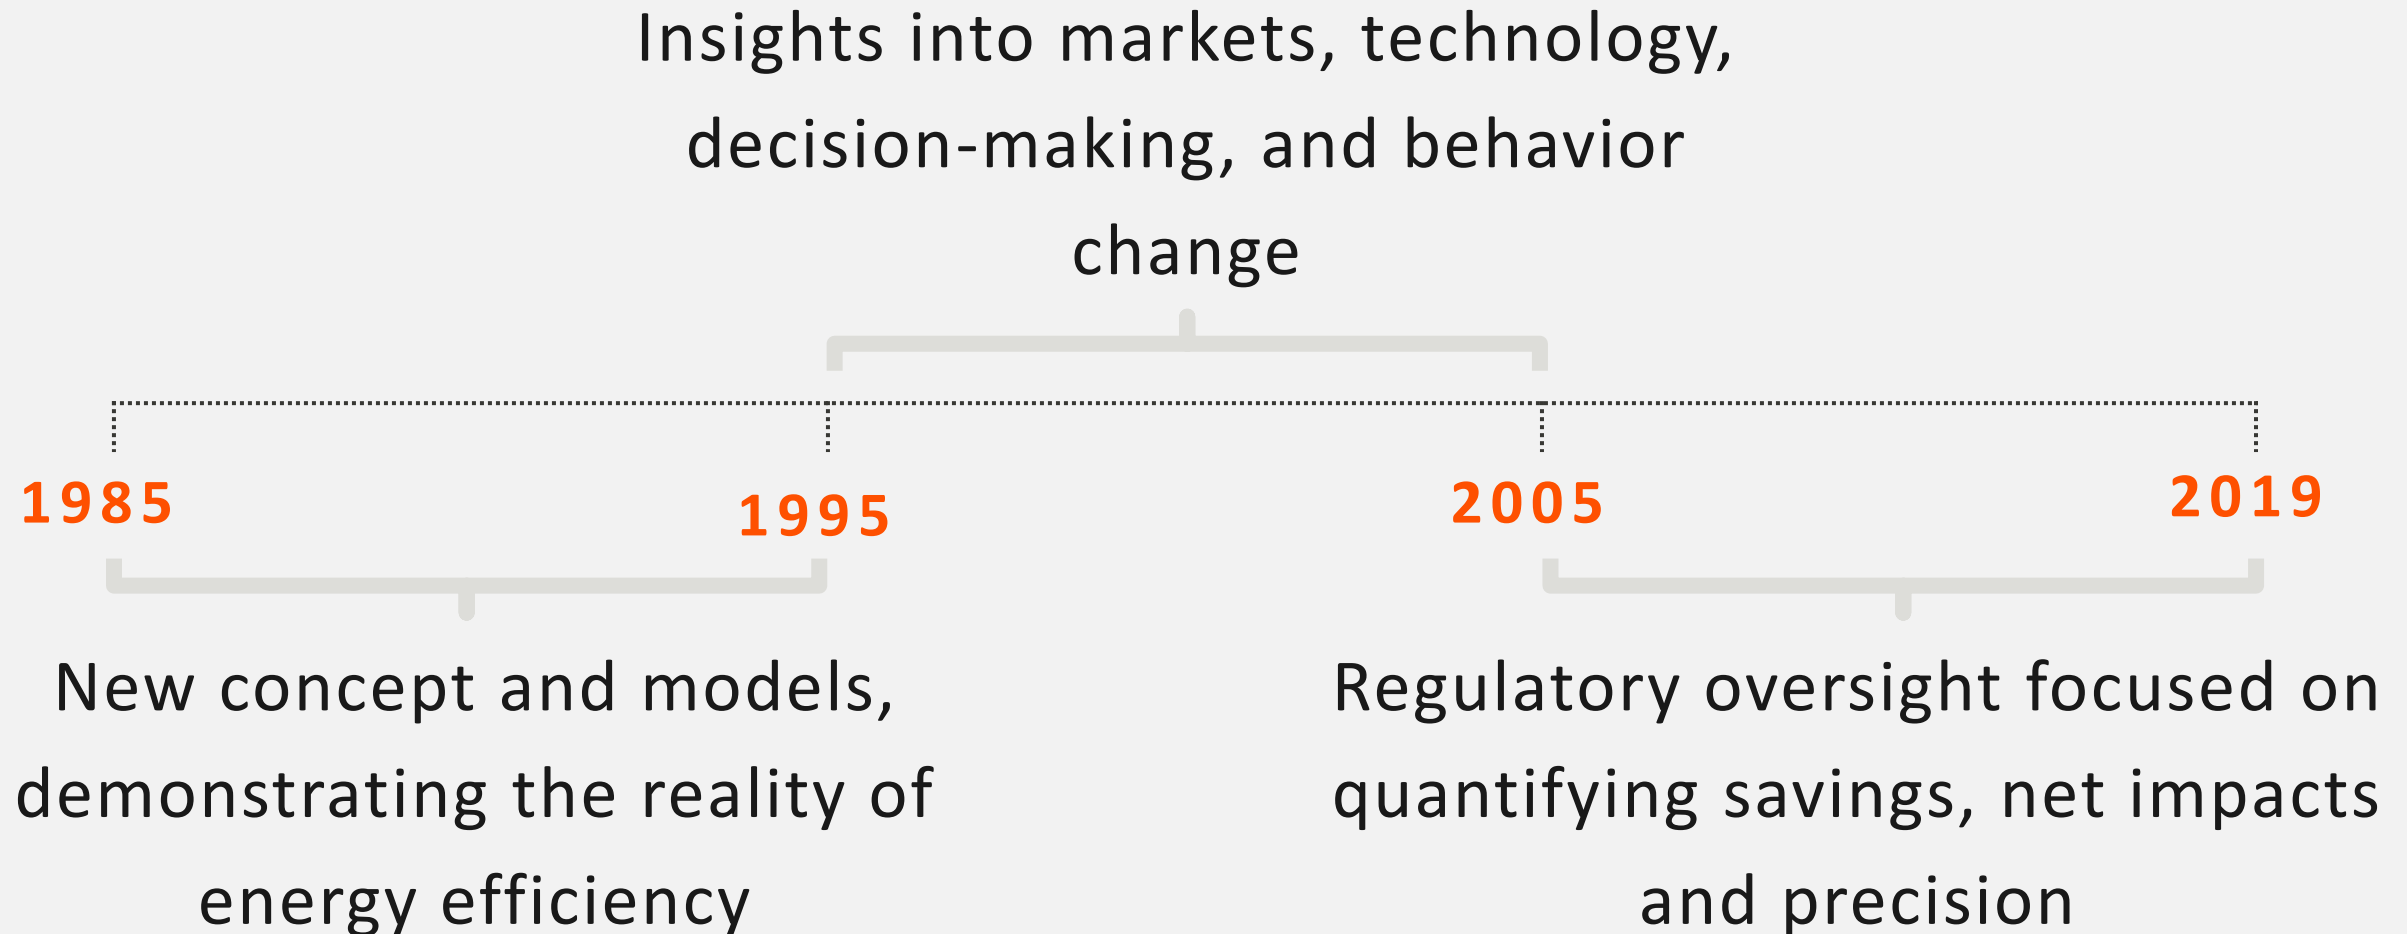 Insights into markets, technology,
decision-making, and behavior
change
1985
1995
2005
2019
New concept and models,
demonstrating the reality of
energy efficiency
Regulatory oversight focused on
quantifying savings, net impacts
and precision